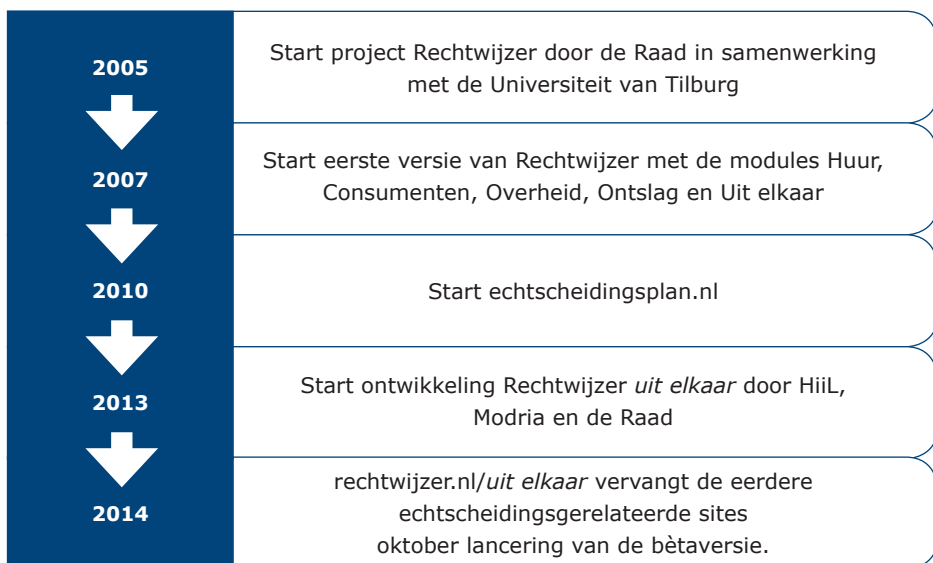 2005
Start project Rechtwijzer door de Raad in samenwerking
met de Universiteit van Tilburg
2007
Start eerste versie van Rechtwijzer met de modules Huur,
Consumenten, Overheid, Ontslag en Uit elkaar
2010
Start echtscheidingsplan.nl
2013
Start ontwikkeling Rechtwijzer uit elkaar door HiiL,
Modria en de Raad
2014
rechtwijzer.nl/uit elkaar vervangt de eerdere
echtscheidingsgerelateerde sites
oktober lancering van de bètaversie.